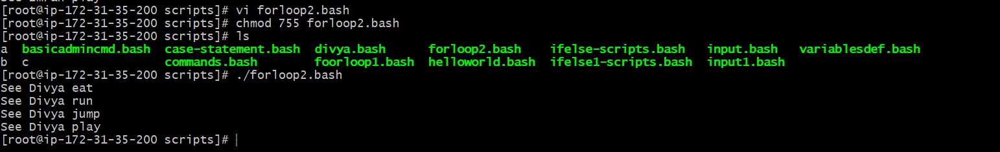 See Imran play
[root@ip-172-31-35-200 scripts]# vi forloop2.bash
[root@ip-172-31-35-200 scripts]# chmod 755 forloop2.bash
[root@ip-172-31-35-200 scripts]# ls
a basicadmincmd.bash case-statement.bash divya.bash forloop2.bash ifelse-scripts.bash input.bash variablesdef.bash
b c commands.bash foorloop1.bash helloworld.bash ifelse1-scripts.bash input1.bash
[root@ip-172-31-35-200 scripts]# ./forloop2.bash
See Divya eat
See Divya run
See Divya jump
See Divya play
[root@ip-172-31-35-200 scripts]#